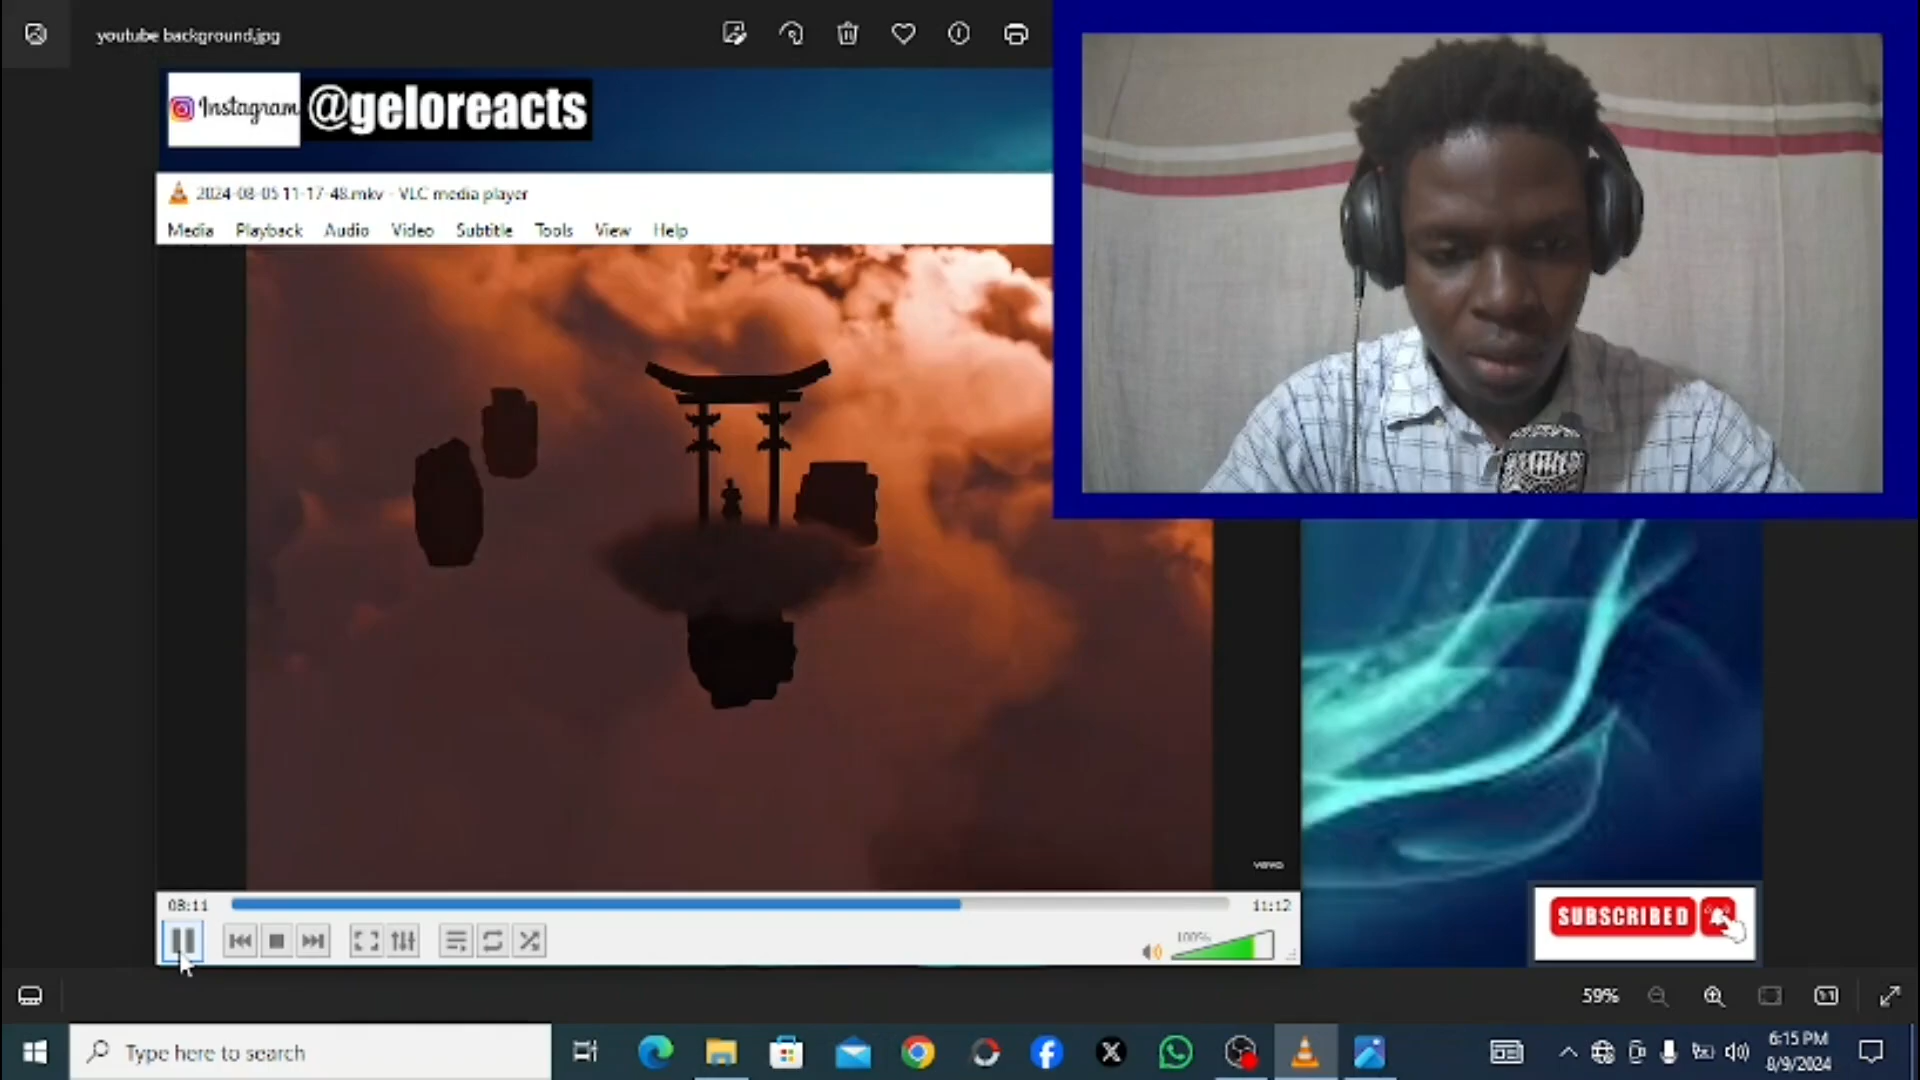 youtube background.jpg
Instagram @geloreacts
2024-08-05 11-17-48.mkv - VLC media player
Media Playback Audio Video Subtitle Tools View Help
vevo
08:11
11:12
100%
SUBSCRIBED
59%
Type here to search
6:15 PM
8/9/2024